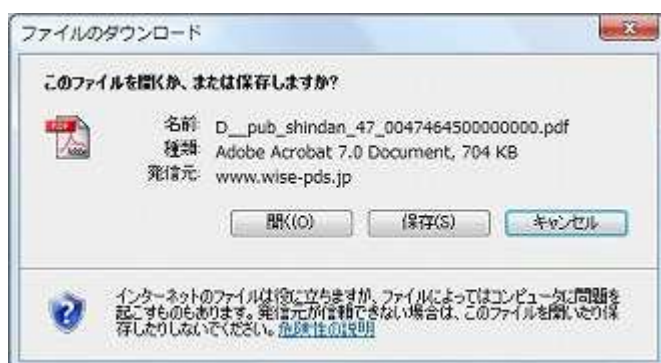 ファイルのダウンロード
このファイルを開くか、または保存しますか?
名前: D__pub_shindan_47_0047464500000000.pdf
種類: Adobe Acrobat 7.0 Document, 704 KB
発信元: www.wise-pds.jp
開く(O) 保存(S) キャンセル
インターネットのファイルは役に立ちますが、ファイルによってはコンピュータに問題を
起こすものもあります。発信元が信頼できない場合は、このファイルを開いたり保
存したりしないでください。危険性の説明